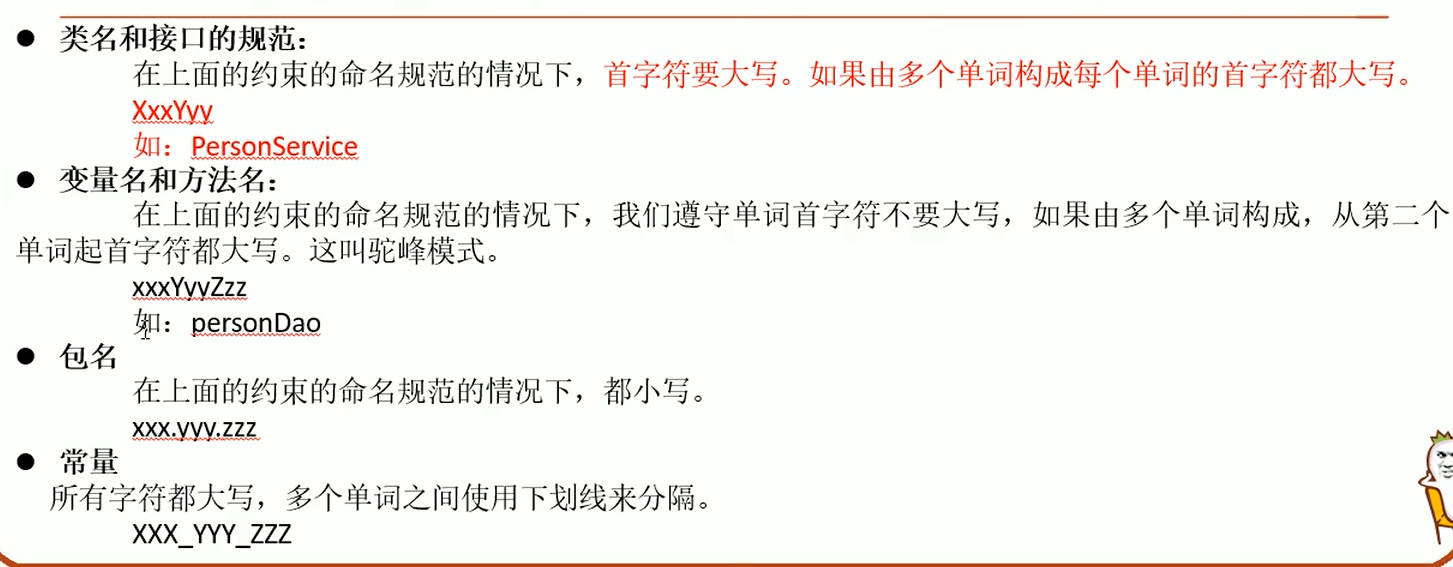 ● 类名和接口的规范：
在上面的约束的命名规范的情况下，首字符要大写。如果由多个单词构成每个单词的首字符都大写。
XxxYyy
如：PersonService
● 变量名和方法名：
在上面的约束的命名规范的情况下，我们遵守单词首字符不要大写，如果由多个单词构成，从第二个
单词起首字符都大写。这叫驼峰模式。
xxxYyyZzz
如：personDao
● 包名
在上面的约束的命名规范的情况下，都小写。
xxx.yyy.zzz
● 常量
所有字符都大写，多个单词之间使用下划线来分隔。
XXX_YYY_ZZZ